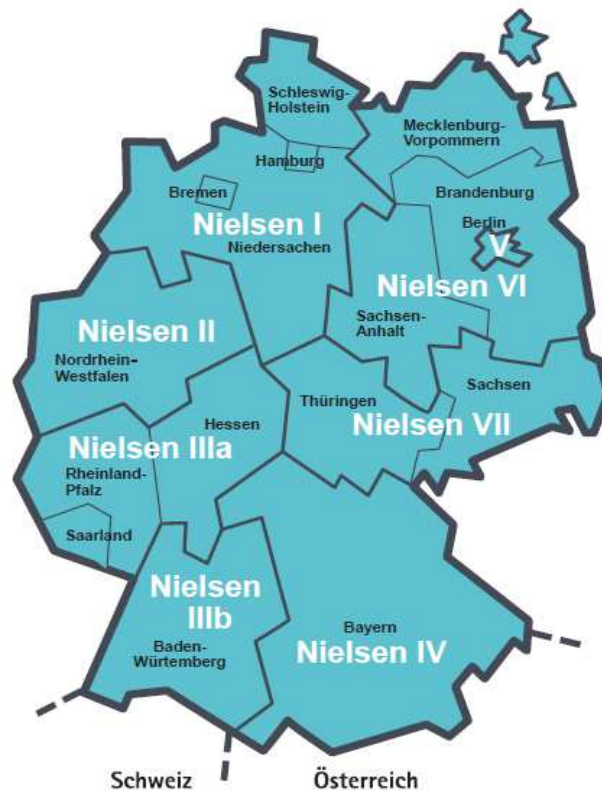 Schleswig-
Holstein
Mecklenburg-
Vorpommern
Hamburg
Bremen
Brandenburg
Berlin
Nielsen I
V
Niedersachen
Nielsen VI
Nielsen II
Sachsen-
Anhalt
Nordrhein-
Westfalen
Sachsen
Thüringen
Hessen
Nielsen VII
Nielsen IIIa
Rheinland-
Pfalz
Saarland
Nielsen
IIIb
Bayern
Baden-
Würtemberg
Nielsen IV
Schweiz
Österreich